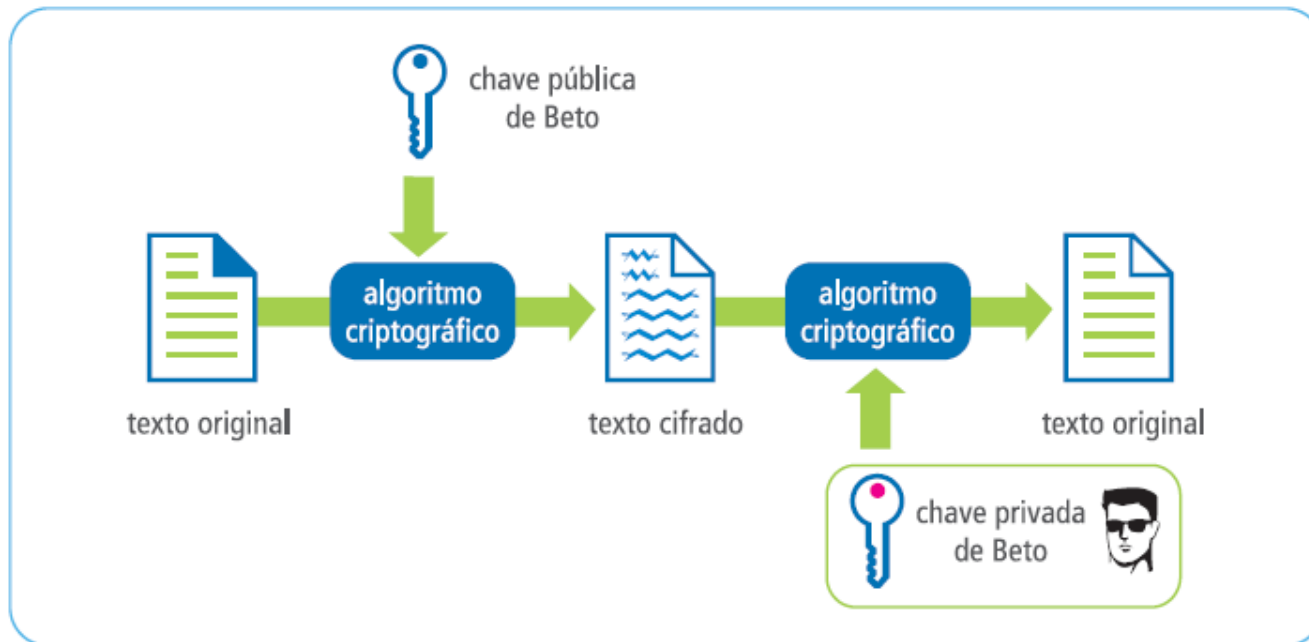 chave pública
de Beto
algoritmo
criptográfico
algoritmo
criptográfico
texto original
texto cifrado
texto original
chave privada
de Beto